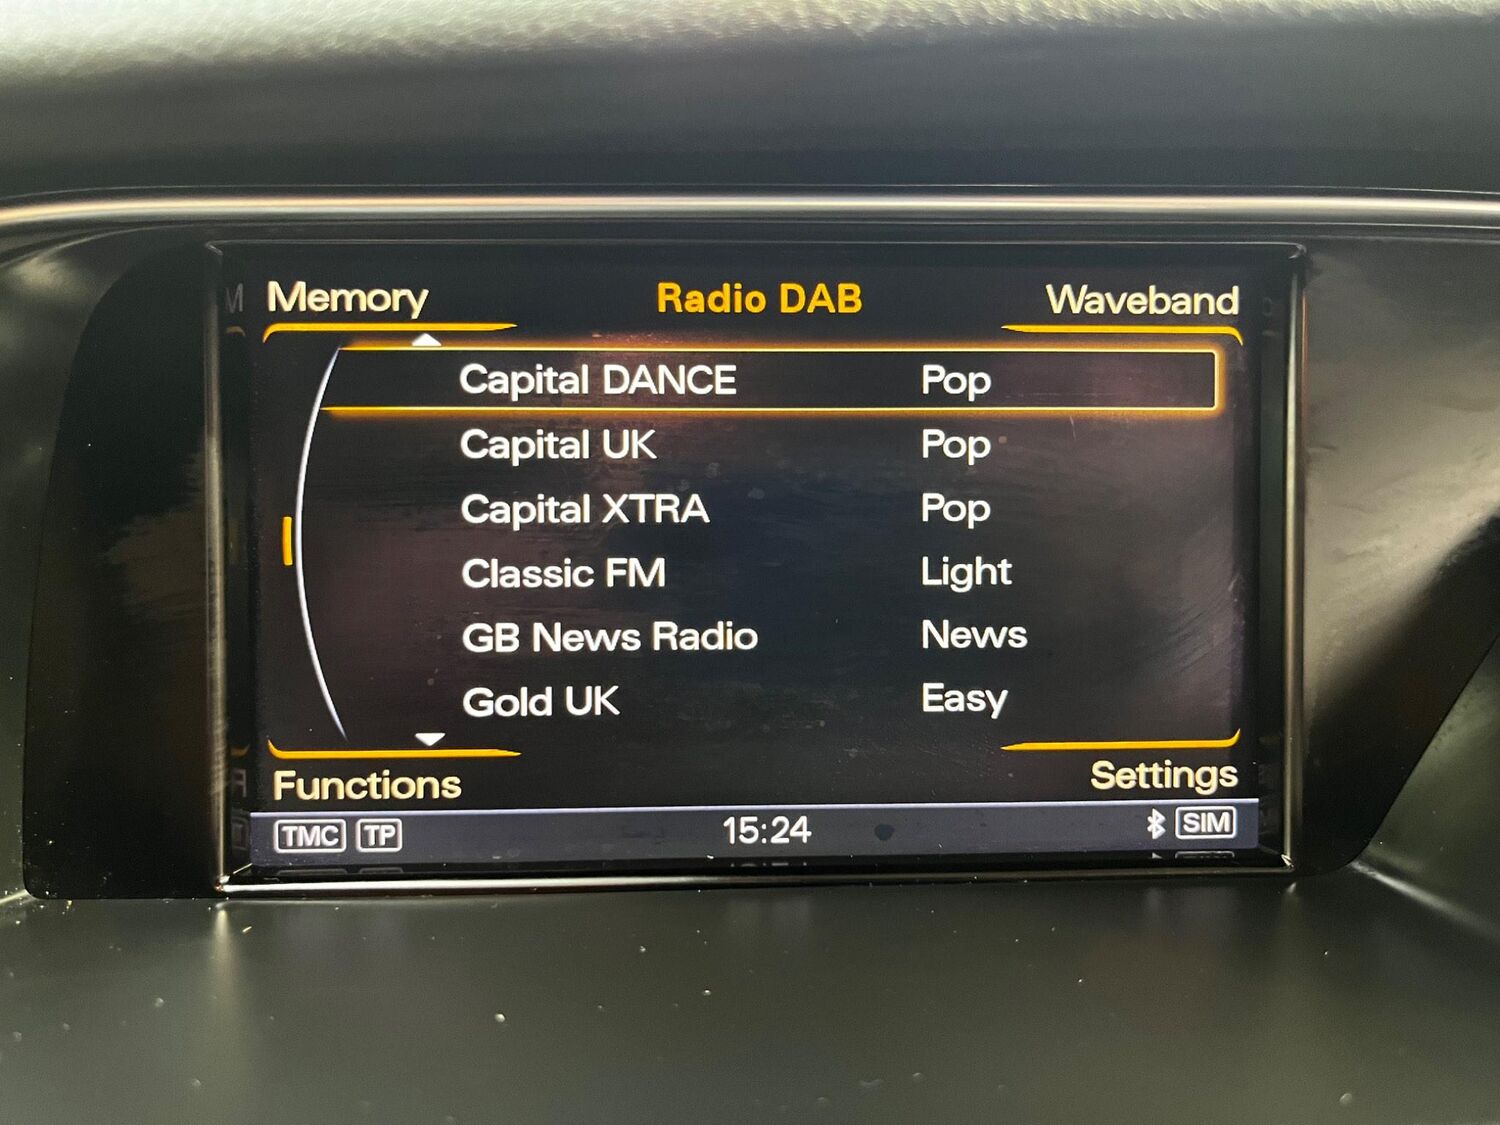 Memory Radio DAB Waveband
Capital DANCE Pop
Capital UK Pop
Capital XTRA Pop
Classic FM Light
GB News Radio News
Gold UK Easy
Functions Settings
TMC TP 15:24 SIM